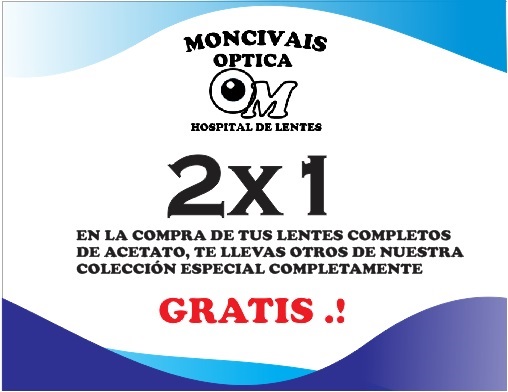 MONCIVAIS
OPTICA
OM
HOSPITAL DE LENTES
2x1
EN LA COMPRA DE TUS LENTES COMPLETOS
DE ACETATO, TE LLEVAS OTROS DE NUESTRA
COLECCIÓN ESPECIAL COMPLETAMENTE
GRATIS .!